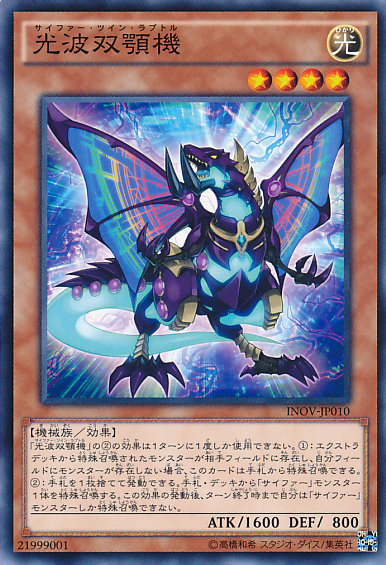 サイファー・ツイン・ラプトル
光波双顎機
ひかり
光
INOV-JP010
【機械族／効果】
「光波双顎機」の②の効果は１ターンに１度しか使用できない。①：エクストラ
デッキから特殊召喚されたモンスターが相手フィールドに存在し、自分フィー
ルドにモンスターが存在しない場合、このカードは手札から特殊召喚できる。
②：手札を１枚捨てて発動できる。手札・デッキから「サイファー」モンスター
１体を特殊召喚する。この効果の発動後、ターン終了時まで自分は「サイファー」
モンスターしか特殊召喚できない。
ATK/1600 DEF/ 800
21999001
©高橋和希 スタジオ・ダイス/集英社